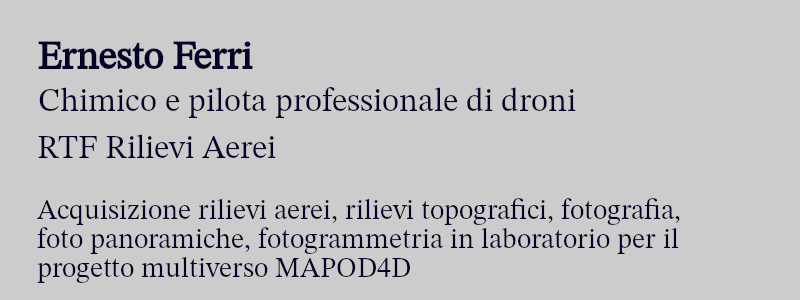 Ernesto Ferri
Chimico e pilota professionale di droni
RTF Rilievi Aerei
Acquisizione rilievi aerei, rilievi topografici, fotografia,
foto panoramiche, fotogrammetria in laboratorio per il
progetto multiverso MAPOD4D